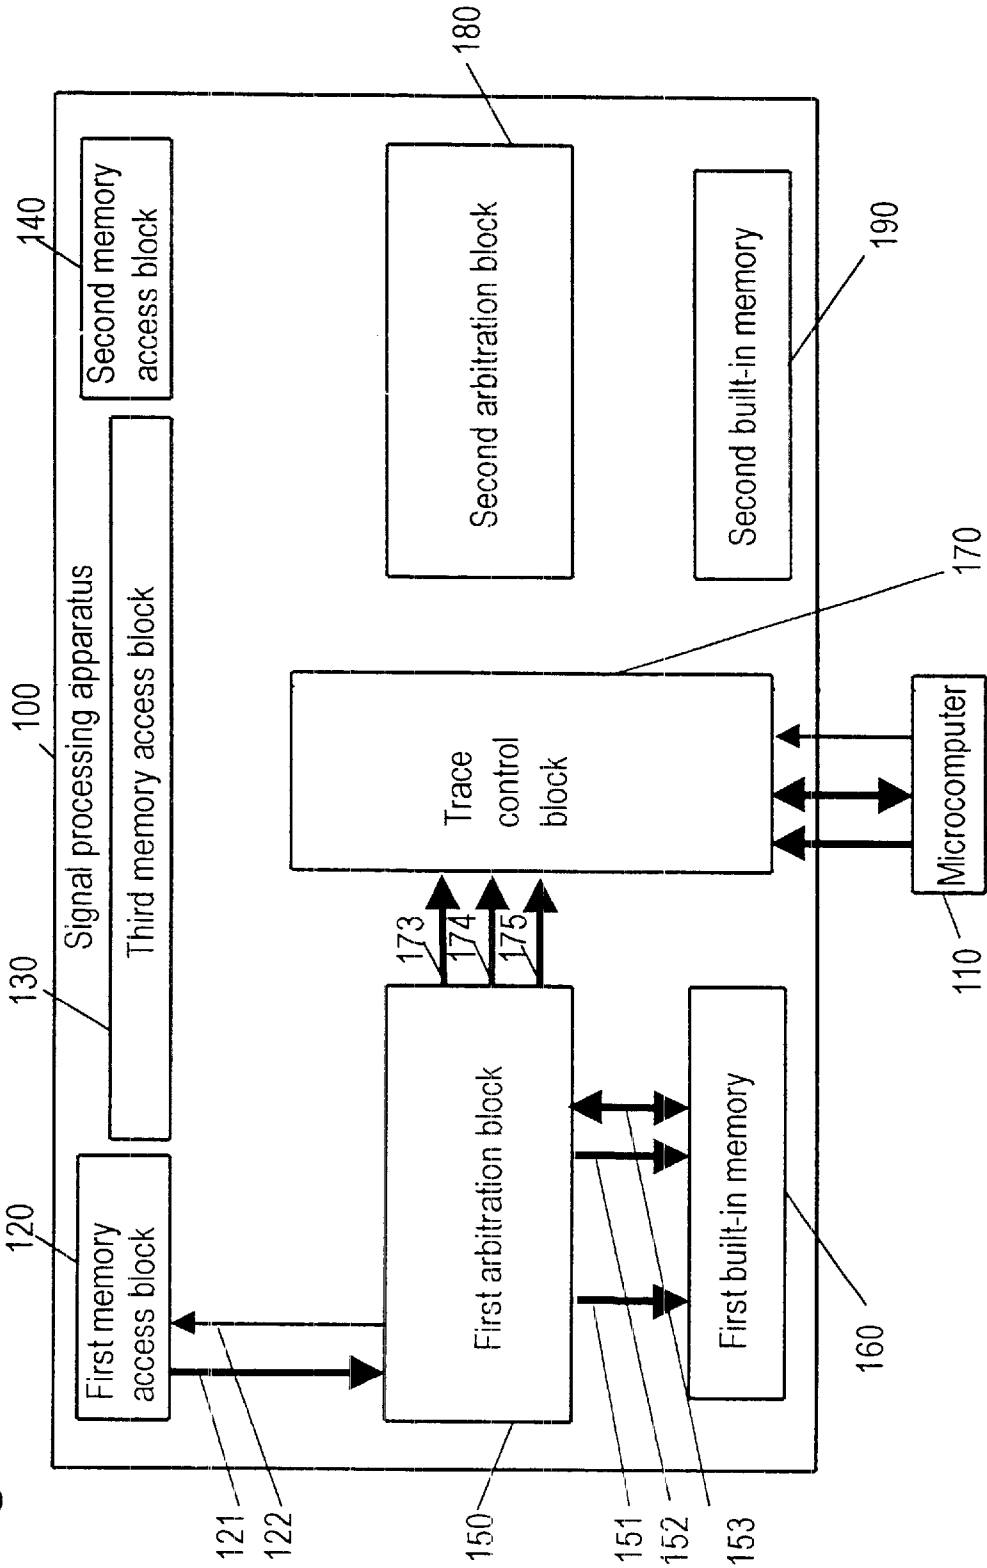 100
Signal processing apparatus
120
First memory
access block
130
Third memory access block
140
Second memory
access block
121
122
150
First arbitration block
173
174
175
Trace
control
block
Second arbitration block
180
151
152
153
First built-in memory
160
Second built-in memory
190
170
Microcomputer
110